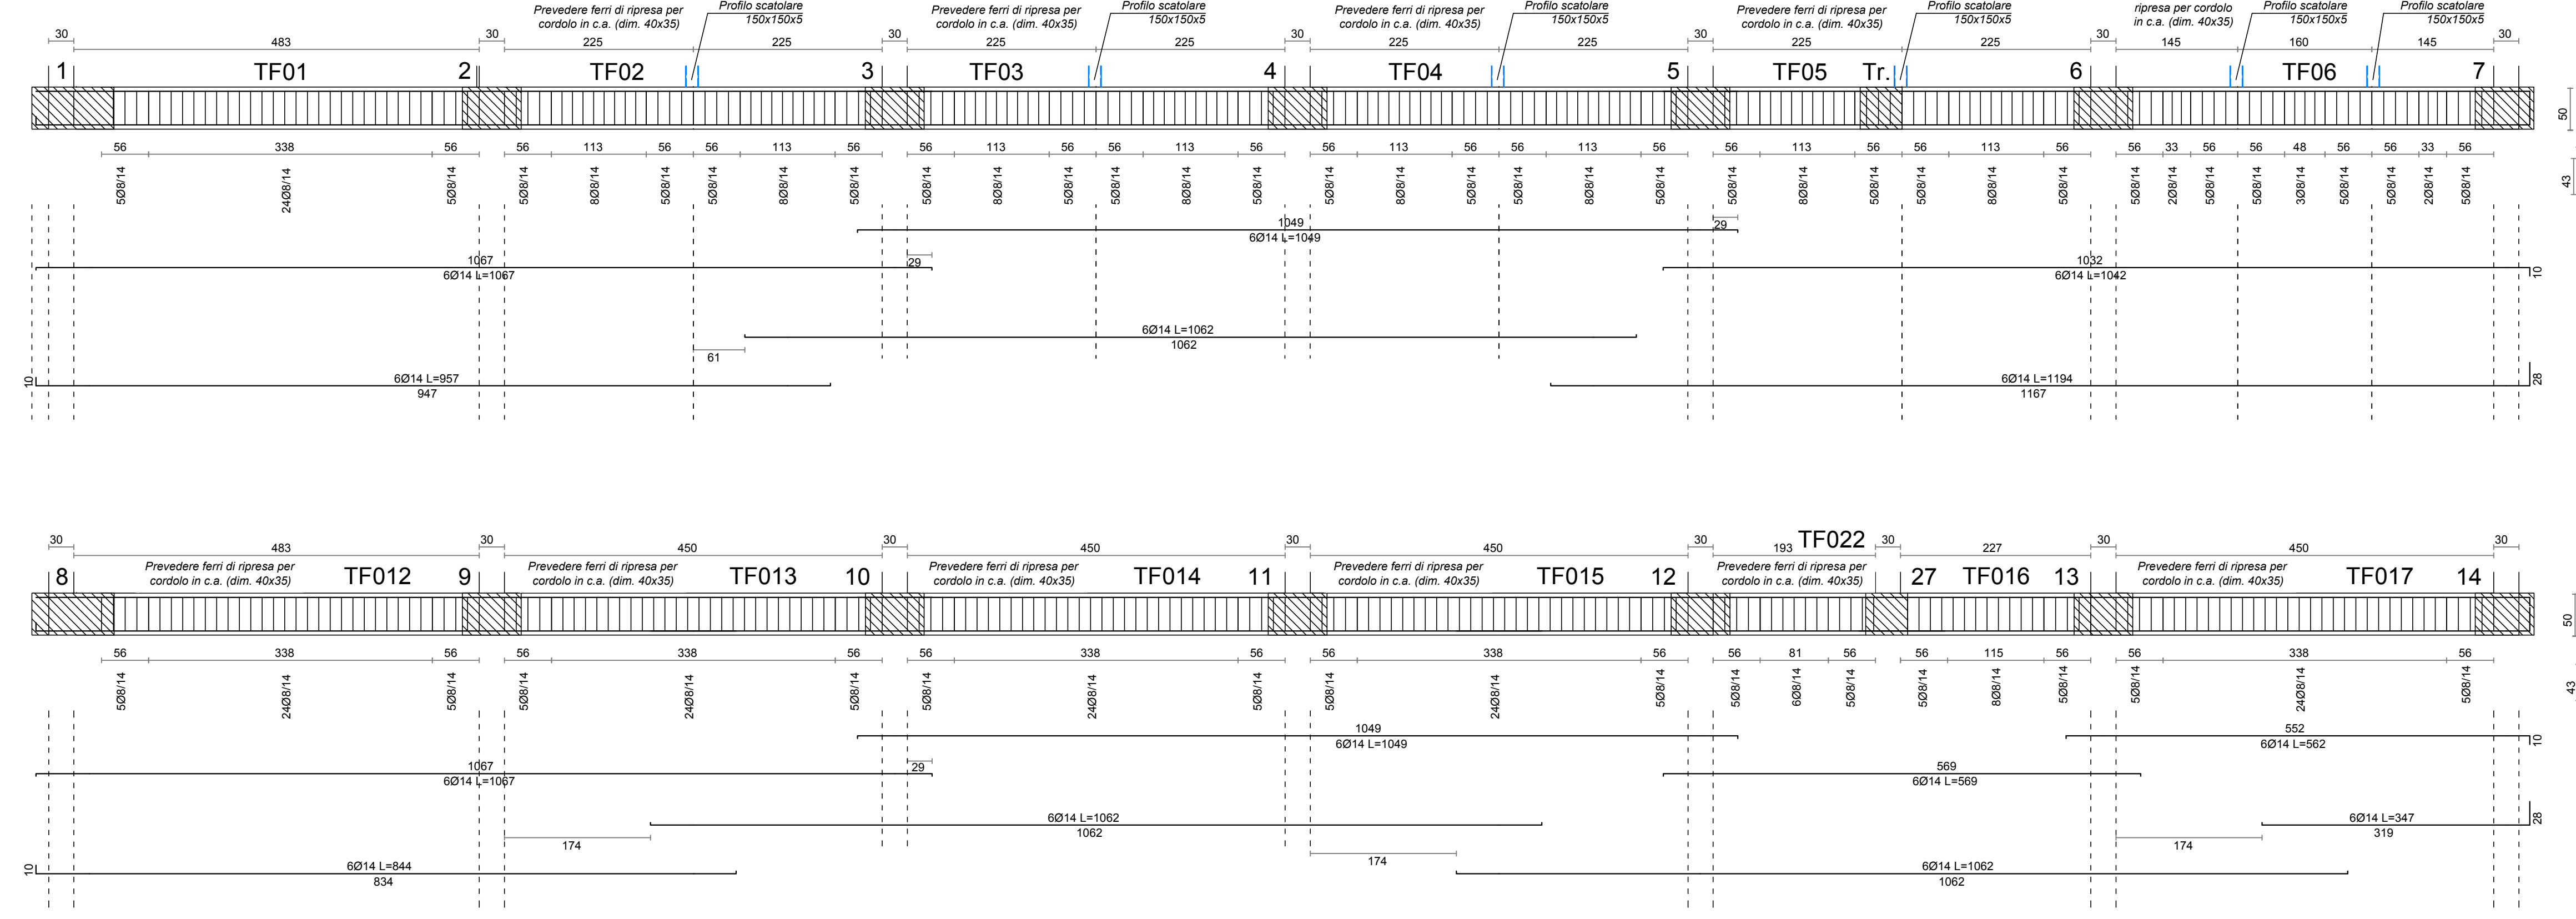 Prevedere ferri di ripresa per
cordolo in c.a. (dim. 40x35)
Profilo scatolare
150x150x5
Prevedere ferri di ripresa per
cordolo in c.a. (dim. 40x35)
Profilo scatolare
150x150x5
Prevedere ferri di ripresa per
cordolo in c.a. (dim. 40x35)
Profilo scatolare
150x150x5
Prevedere ferri di ripresa per
cordolo in c.a. (dim. 40x35)
Profilo scatolare
150x150x5
ripresa per cordolo
in c.a. (dim. 40x35)
Profilo scatolare
150x150x5
Profilo scatolare
150x150x5
30 483 30 225 225 30 225 225 30 225 225 30 225 225 30 145 160 145 30
1 TF01 2 TF02 3 TF03 4 TF04 5 TF05 Tr. 6 TF06 7
50
56 338 56 56 113 56 56 113 56 56 113 56 56 113 56 56 113 56 56 113 56 56 113 56 56 113 56 56 33 56 56 48 56 56 33 56
5Ø8/14 24Ø8/14 5Ø8/14 5Ø8/14 8Ø8/14 5Ø8/14 5Ø8/14 8Ø8/14 5Ø8/14 5Ø8/14 8Ø8/14 5Ø8/14 5Ø8/14 8Ø8/14 5Ø8/14 5Ø8/14 8Ø8/14 5Ø8/14 5Ø8/14 8Ø8/14 5Ø8/14 5Ø8/14 8Ø8/14 5Ø8/14 5Ø8/14 8Ø8/14 5Ø8/14 5Ø8/14 2Ø8/14 5Ø8/14 5Ø8/14 3Ø8/14 5Ø8/14 5Ø8/14 2Ø8/14 5Ø8/14
43
1049
29
6Ø14 L=1049
1067
29
1032
6Ø14 L=1067
6Ø14 L=1042
10
6Ø14 L=1062
1062
61
10
6Ø14 L=957
947
6Ø14 L=1194
1167
28
TF022
30 483 30 450 30 450 30 450 30 193 30 227 30 450 30
Prevedere ferri di ripresa per
cordolo in c.a. (dim. 40x35)
Prevedere ferri di ripresa per
cordolo in c.a. (dim. 40x35)
Prevedere ferri di ripresa per
cordolo in c.a. (dim. 40x35)
Prevedere ferri di ripresa per
cordolo in c.a. (dim. 40x35)
Prevedere ferri di ripresa per
cordolo in c.a. (dim. 40x35)
Prevedere ferri di ripresa per
cordolo in c.a. (dim. 40x35)
8 TF012 9 TF013 10 TF014 11 TF015 12 27 TF016 13 TF017 14
50
56 338 56 56 338 56 56 338 56 56 338 56 56 81 56 56 115 56 56 338 56
5Ø8/14 24Ø8/14 5Ø8/14 5Ø8/14 24Ø8/14 5Ø8/14 5Ø8/14 24Ø8/14 5Ø8/14 5Ø8/14 24Ø8/14 5Ø8/14 5Ø8/14 6Ø8/14 5Ø8/14 5Ø8/14 8Ø8/14 5Ø8/14 5Ø8/14 24Ø8/14 5Ø8/14
43
1049
6Ø14 L=1049
552
6Ø14 L=562
10
1067
6Ø14 L=1067
29
569
6Ø14 L=569
6Ø14 L=1062
1062
174
6Ø14 L=347
319
28
174
10
6Ø14 L=844
834
174
6Ø14 L=1062
1062